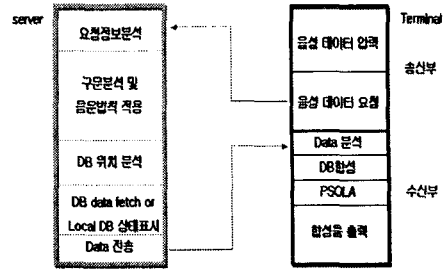 server
요청정보분석
구문분석 및
음운법칙 적용
DB 위치 분석
DB data fetch or
Local DB 상태표시
Data 전송
Terminal
음성 데이터 입력
송신부
음성 데이터 요청
Data 분석
DB합성
PSOLA
수신부
합성음 출력